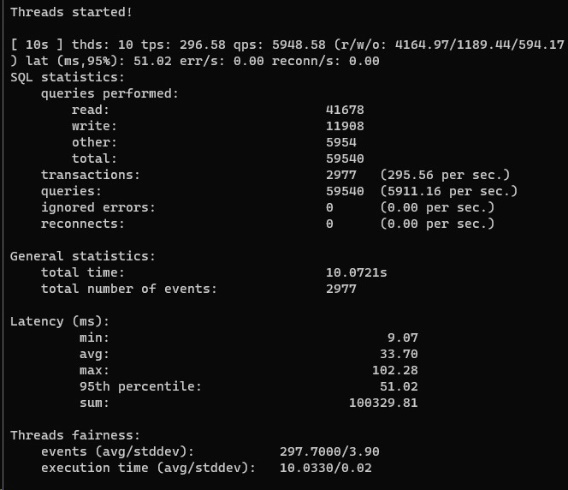 Threads started!
[ 10s ] thds: 10 tps: 296.58 qps: 5948.58 (r/w/o: 4164.97/1189.44/594.17
) lat (ms,95%): 51.02 err/s: 0.00 reconn/s: 0.00
SQL statistics:
queries performed:
read: 41678
write: 11908
other: 5954
total: 59540
transactions: 2977 (295.56 per sec.)
queries: 59540 (5911.16 per sec.)
ignored errors: 0 (0.00 per sec.)
reconnects: 0 (0.00 per sec.)
General statistics:
total time: 10.0721s
total number of events: 2977
Latency (ms):
min: 9.07
avg: 33.70
max: 102.28
95th percentile: 51.02
sum: 100329.81
Threads fairness:
events (avg/stddev): 297.7000/3.90
execution time (avg/stddev): 10.0330/0.02